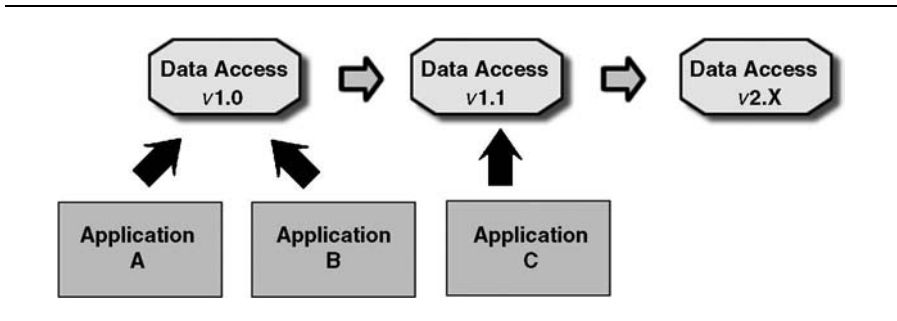 Data Access
v1.0
Data Access
v1.1
Data Access
v2.X
Application
A
Application
B
Application
C